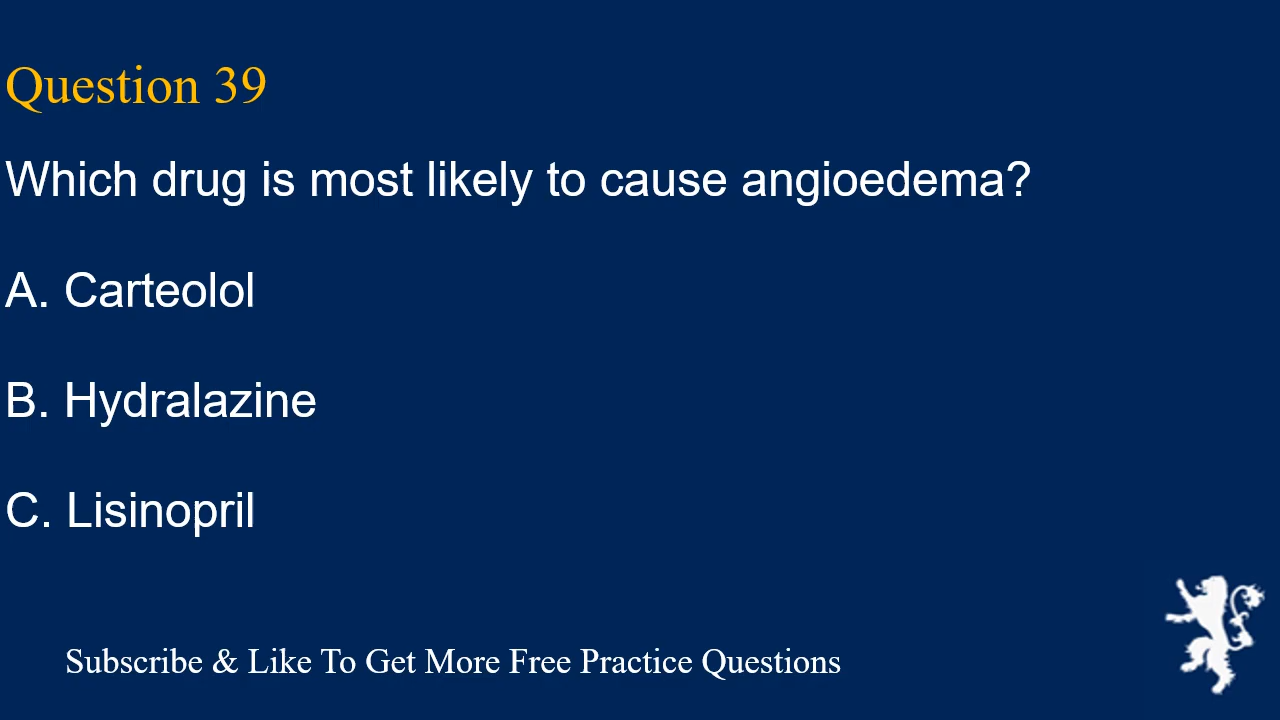 Question 39
Which drug is most likely to cause angioedema?
A. Carteolol
B. Hydralazine
C. Lisinopril
Subscribe & Like To Get More Free Practice Questions